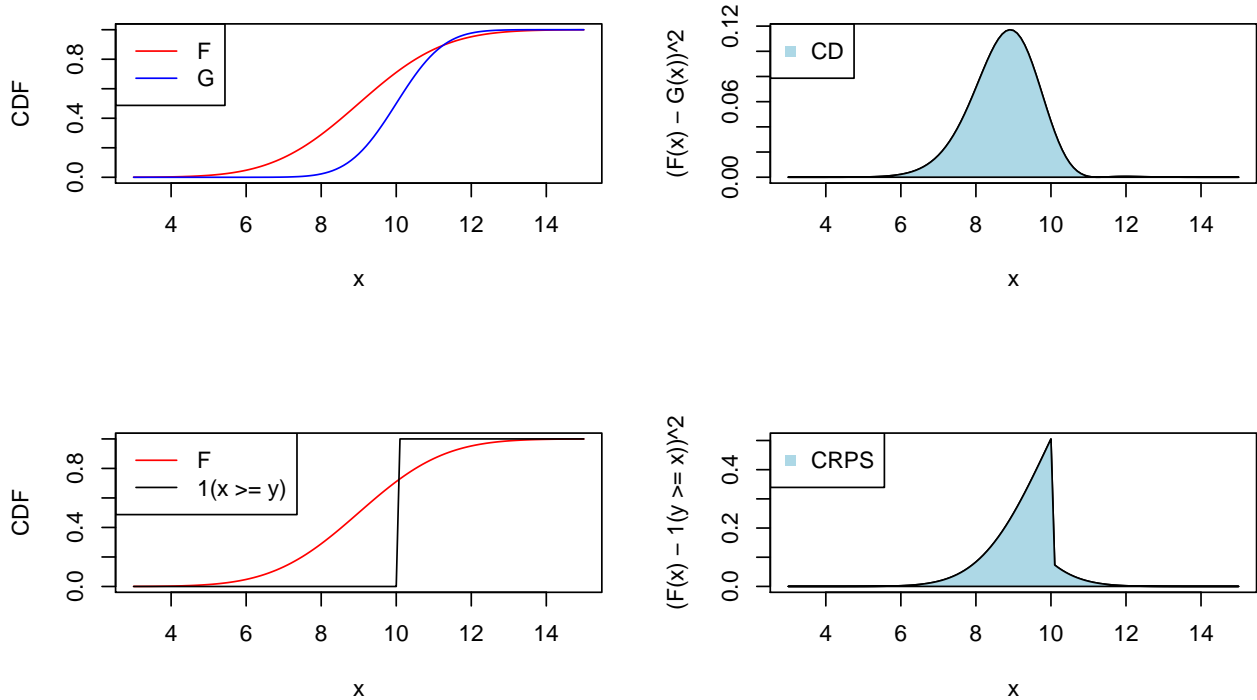 CDF
0.0 0.4 0.8
F
G
4 6 8 10 12 14
x
(F(x) − G(x))^2
0.00 0.06 0.12
CD
4 6 8 10 12 14
x
CDF
0.0 0.4 0.8
F
1(x >= y)
4 6 8 10 12 14
x
(F(x) − 1(y >= x))^2
0.0 0.2 0.4
CRPS
4 6 8 10 12 14
x